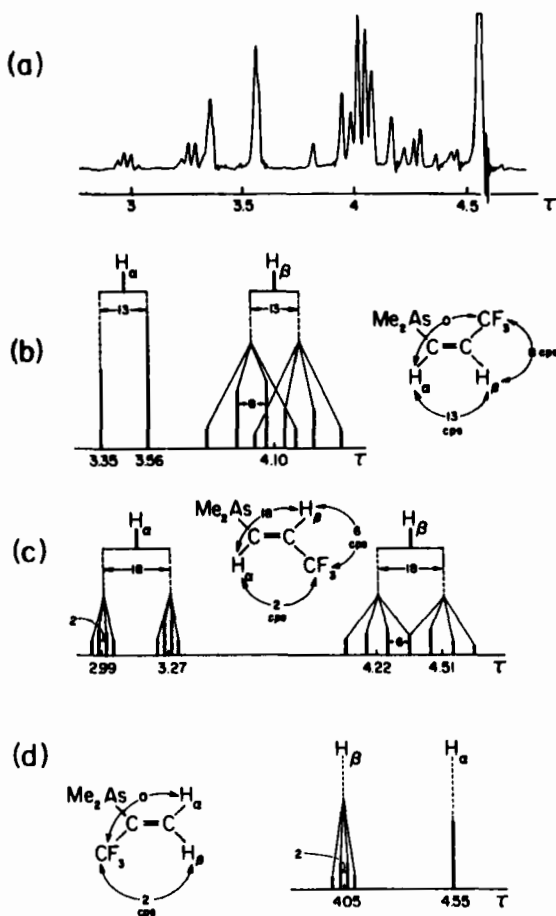 (a)
3 3.5 4 4.5 τ
(b)
Hα Hβ
13 13
8
3.35 3.56 4.10 τ
Me2As O CF3
C=C
Hα Hβ
8 cps
13
cps
(c)
Hα Hβ
18 18
2 6
2.99 3.27 4.22 4.51 τ
Me2As 18 Hβ
C=C
Hα CF3
6
cps
2
cps
(d)
Me2As O Hα
C=C
CF3 Hβ
2
cps
Hβ Hα
2
4.05 4.55 τ